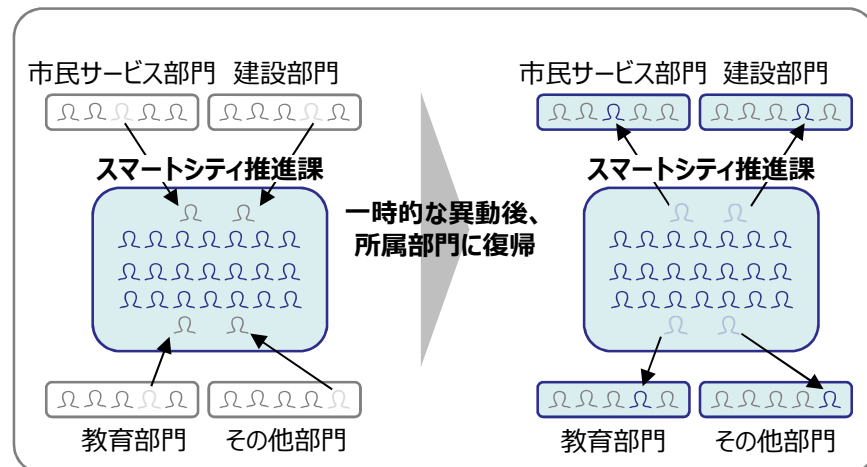 市民サービス部門
建設部門
スマートシティ推進課
教育部門
その他部門
一時的な異動後、
所属部門に復帰
市民サービス部門
建設部門
スマートシティ推進課
教育部門
その他部門